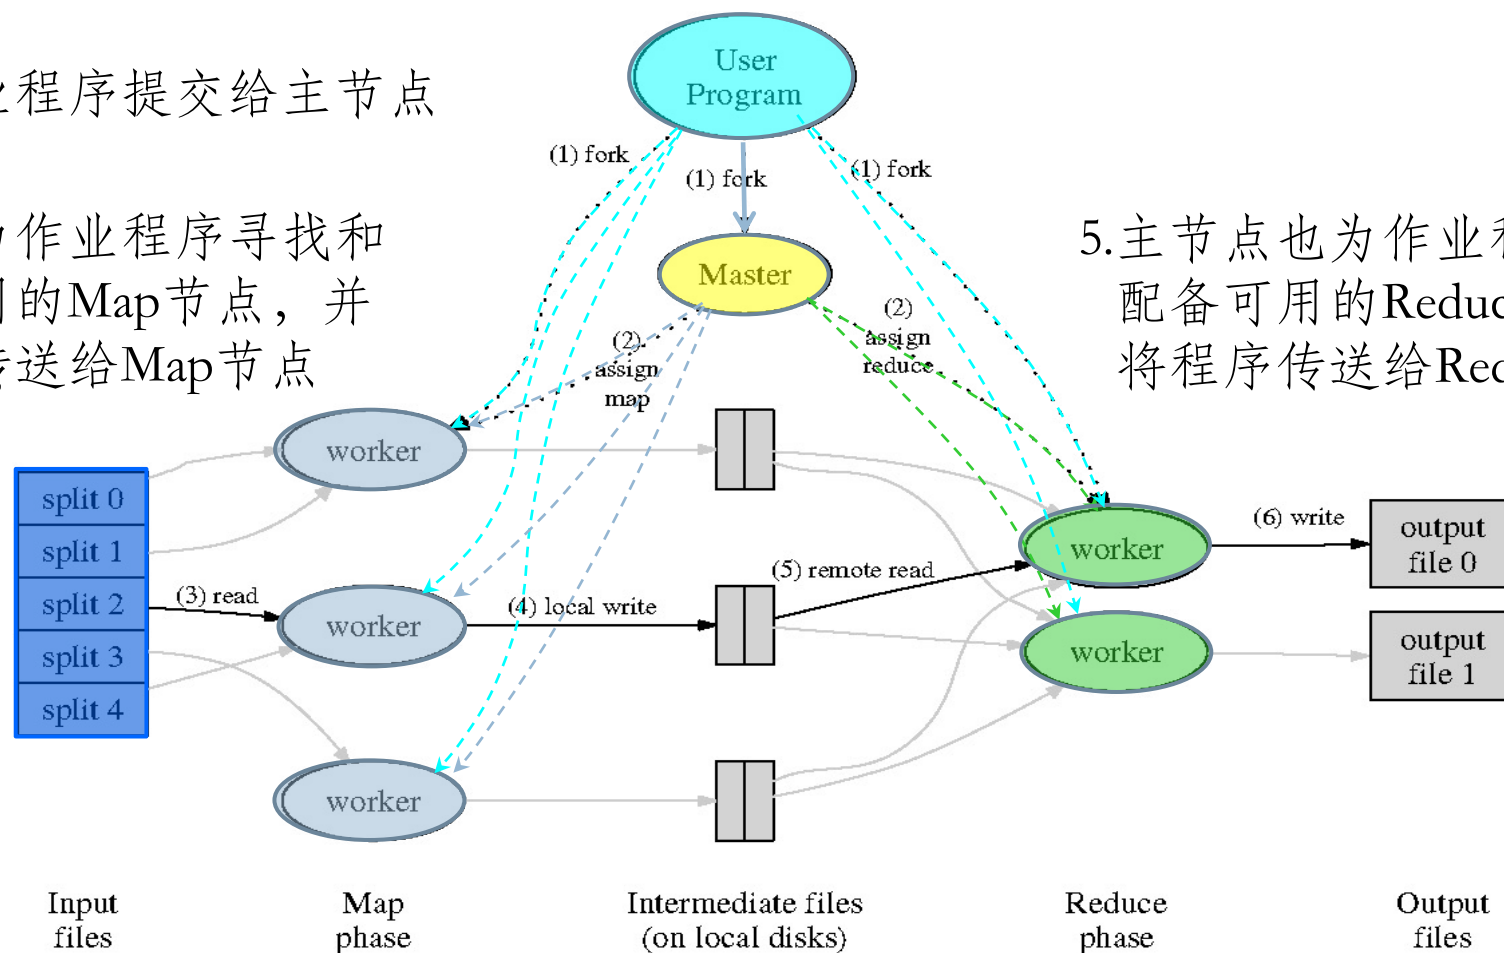 业程序提交给主节点
作业程序寻找和
的Map节点，并
送给Map节点
User
Program
(1) fork
(1) fork
(1) fork
Master
(2)
assign
map
(2)
assign
reduce
5.主节点也为作业程
配备可用的Reduc
将程序传送给Red
split 0
split 1
split 2
split 3
split 4
worker
worker
worker
(3) read
(4) local write
(5) remote read
worker
worker
(6) write
output
file 0
output
file 1
Input
files
Map
phase
Intermediate files
(on local disks)
Reduce
phase
Output
files